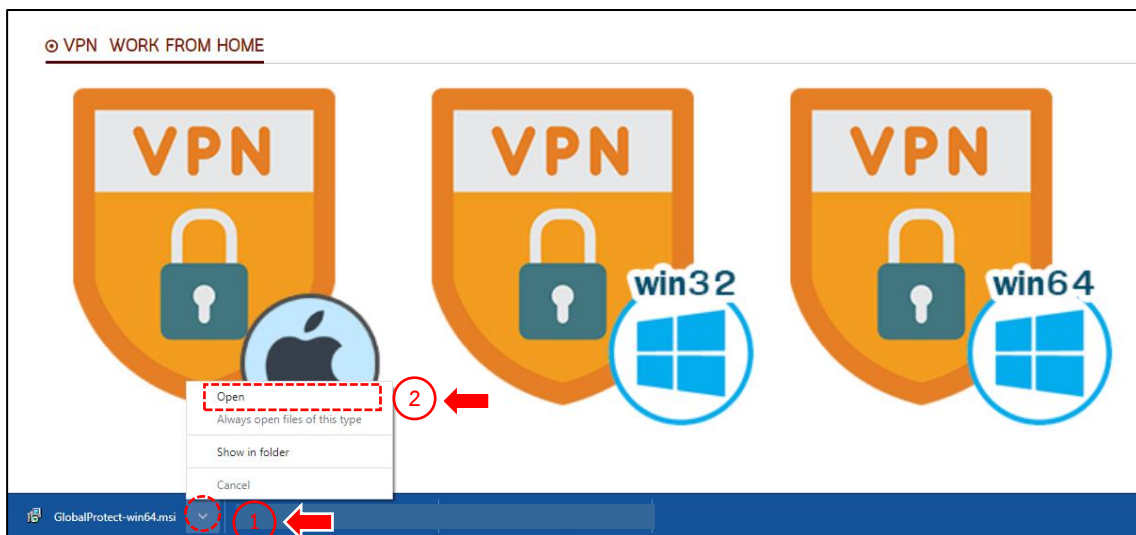 VPN WORK FROM HOME
VPN
VPN
VPN
win32
win64
Open
2
Always open files of this type
Show in folder
Cancel
GlobalProtect-win64.msi
1